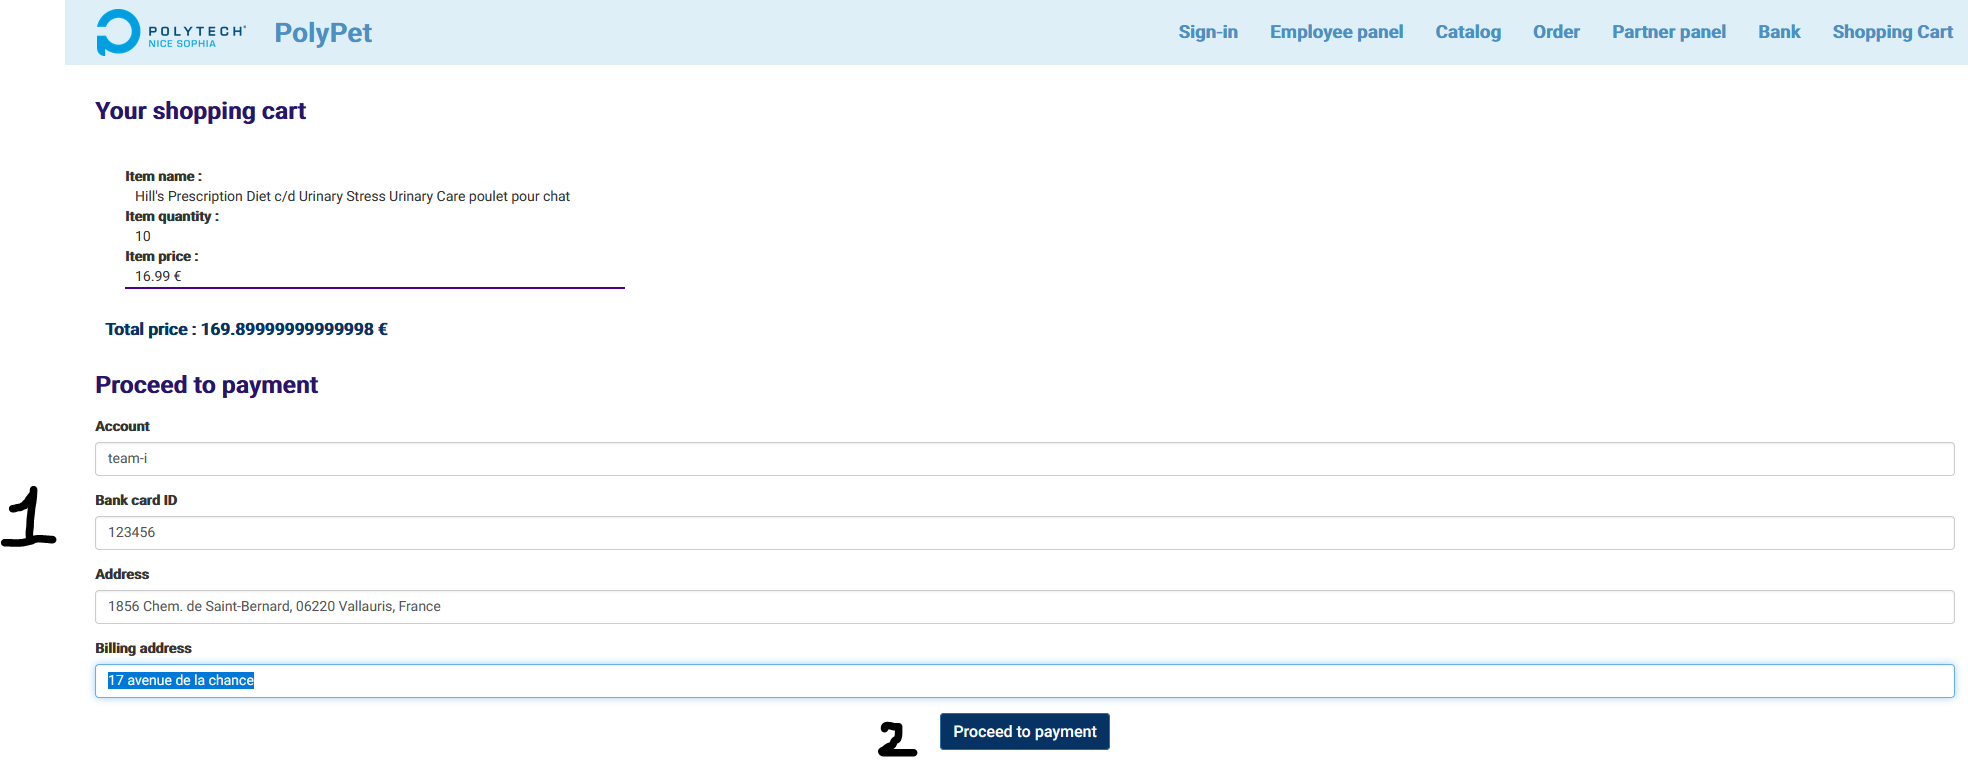 POLYTECH
NICE SOPHIA
PolyPet
Sign-in Employee panel Catalog Order Partner panel Bank Shopping Cart
Your shopping cart
Item name :
Hill's Prescription Diet c/d Urinary Stress Urinary Care poulet pour chat
Item quantity :
10
Item price :
16.99 €
Total price : 169.89999999999998 €
Proceed to payment
Account
team-i
1
Bank card ID
123456
Address
1856 Chem. de Saint-Bernard, 06220 Vallauris, France
Billing address
17 avenue de la chance
2 Proceed to payment